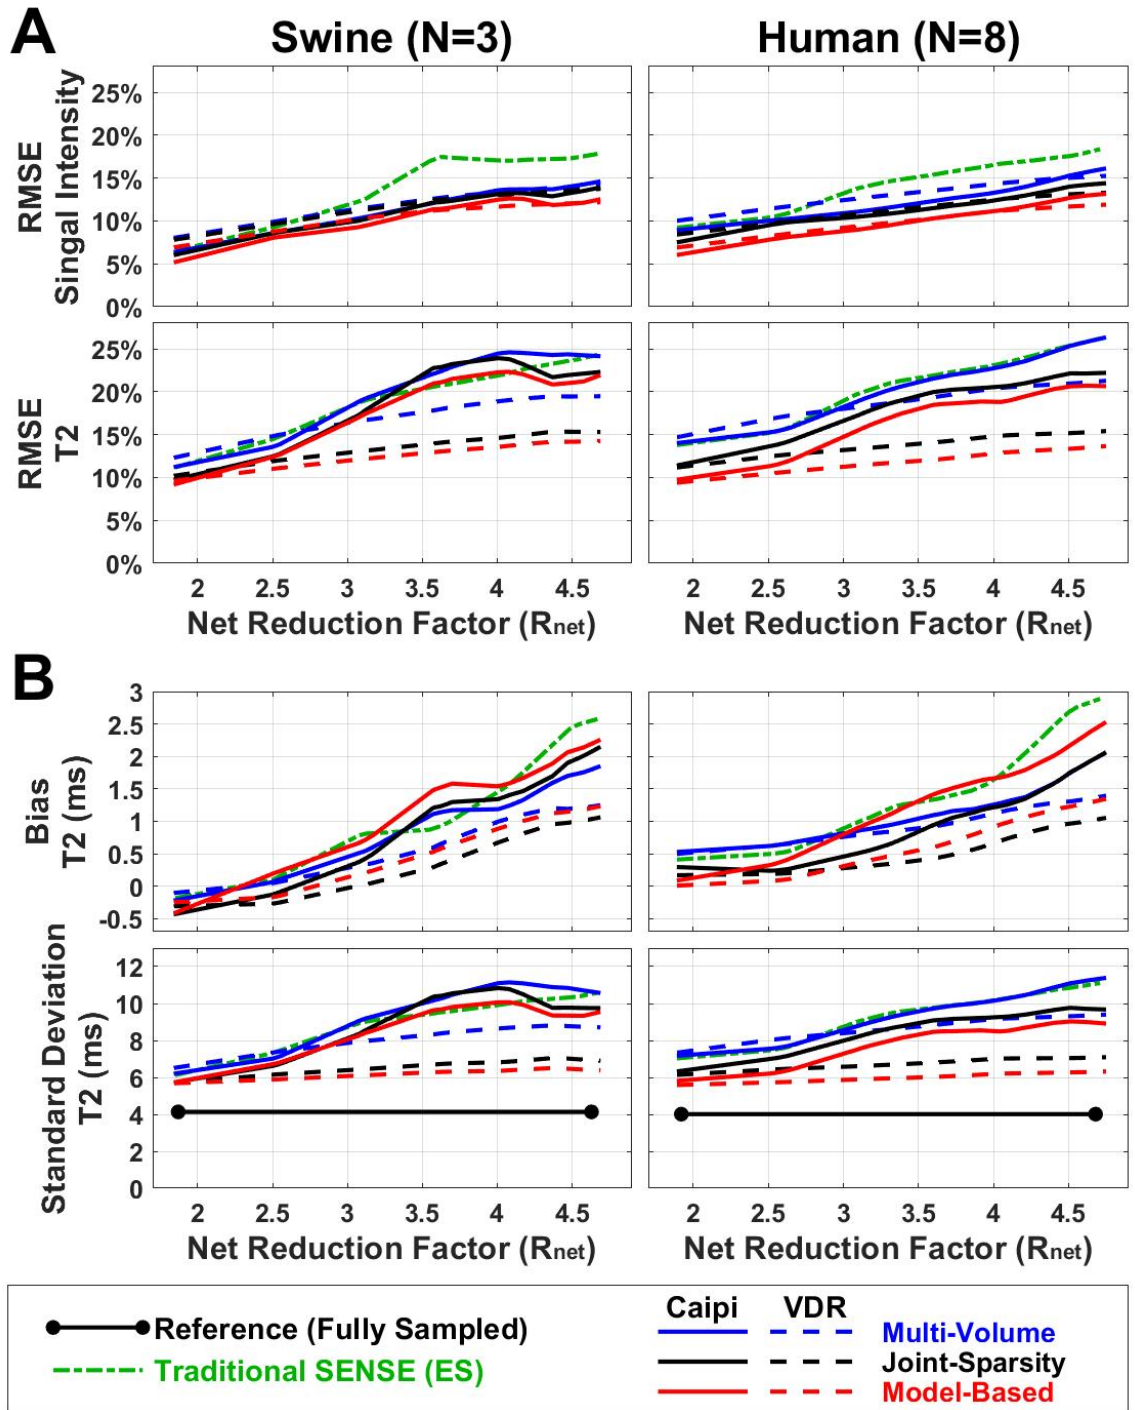 A
Swine (N=3)
Human (N=8)
RMSE
Singal Intensity
25%
20%
15%
10%
5%
0%
RMSE
T2
25%
20%
15%
10%
5%
0%
2 2.5 3 3.5 4 4.5
2 2.5 3 3.5 4 4.5
Net Reduction Factor (Rnet)
Net Reduction Factor (Rnet)
B
Bias
T2 (ms)
3
2.5
2
1.5
1
0.5
0
-0.5
Standard Deviation
T2 (ms)
12
10
8
6
4
2
0
2 2.5 3 3.5 4 4.5
2 2.5 3 3.5 4 4.5
Net Reduction Factor (Rnet)
Net Reduction Factor (Rnet)
Reference (Fully Sampled)
Traditional SENSE (ES)
Caipi VDR
Multi-Volume
Joint-Sparsity
Model-Based